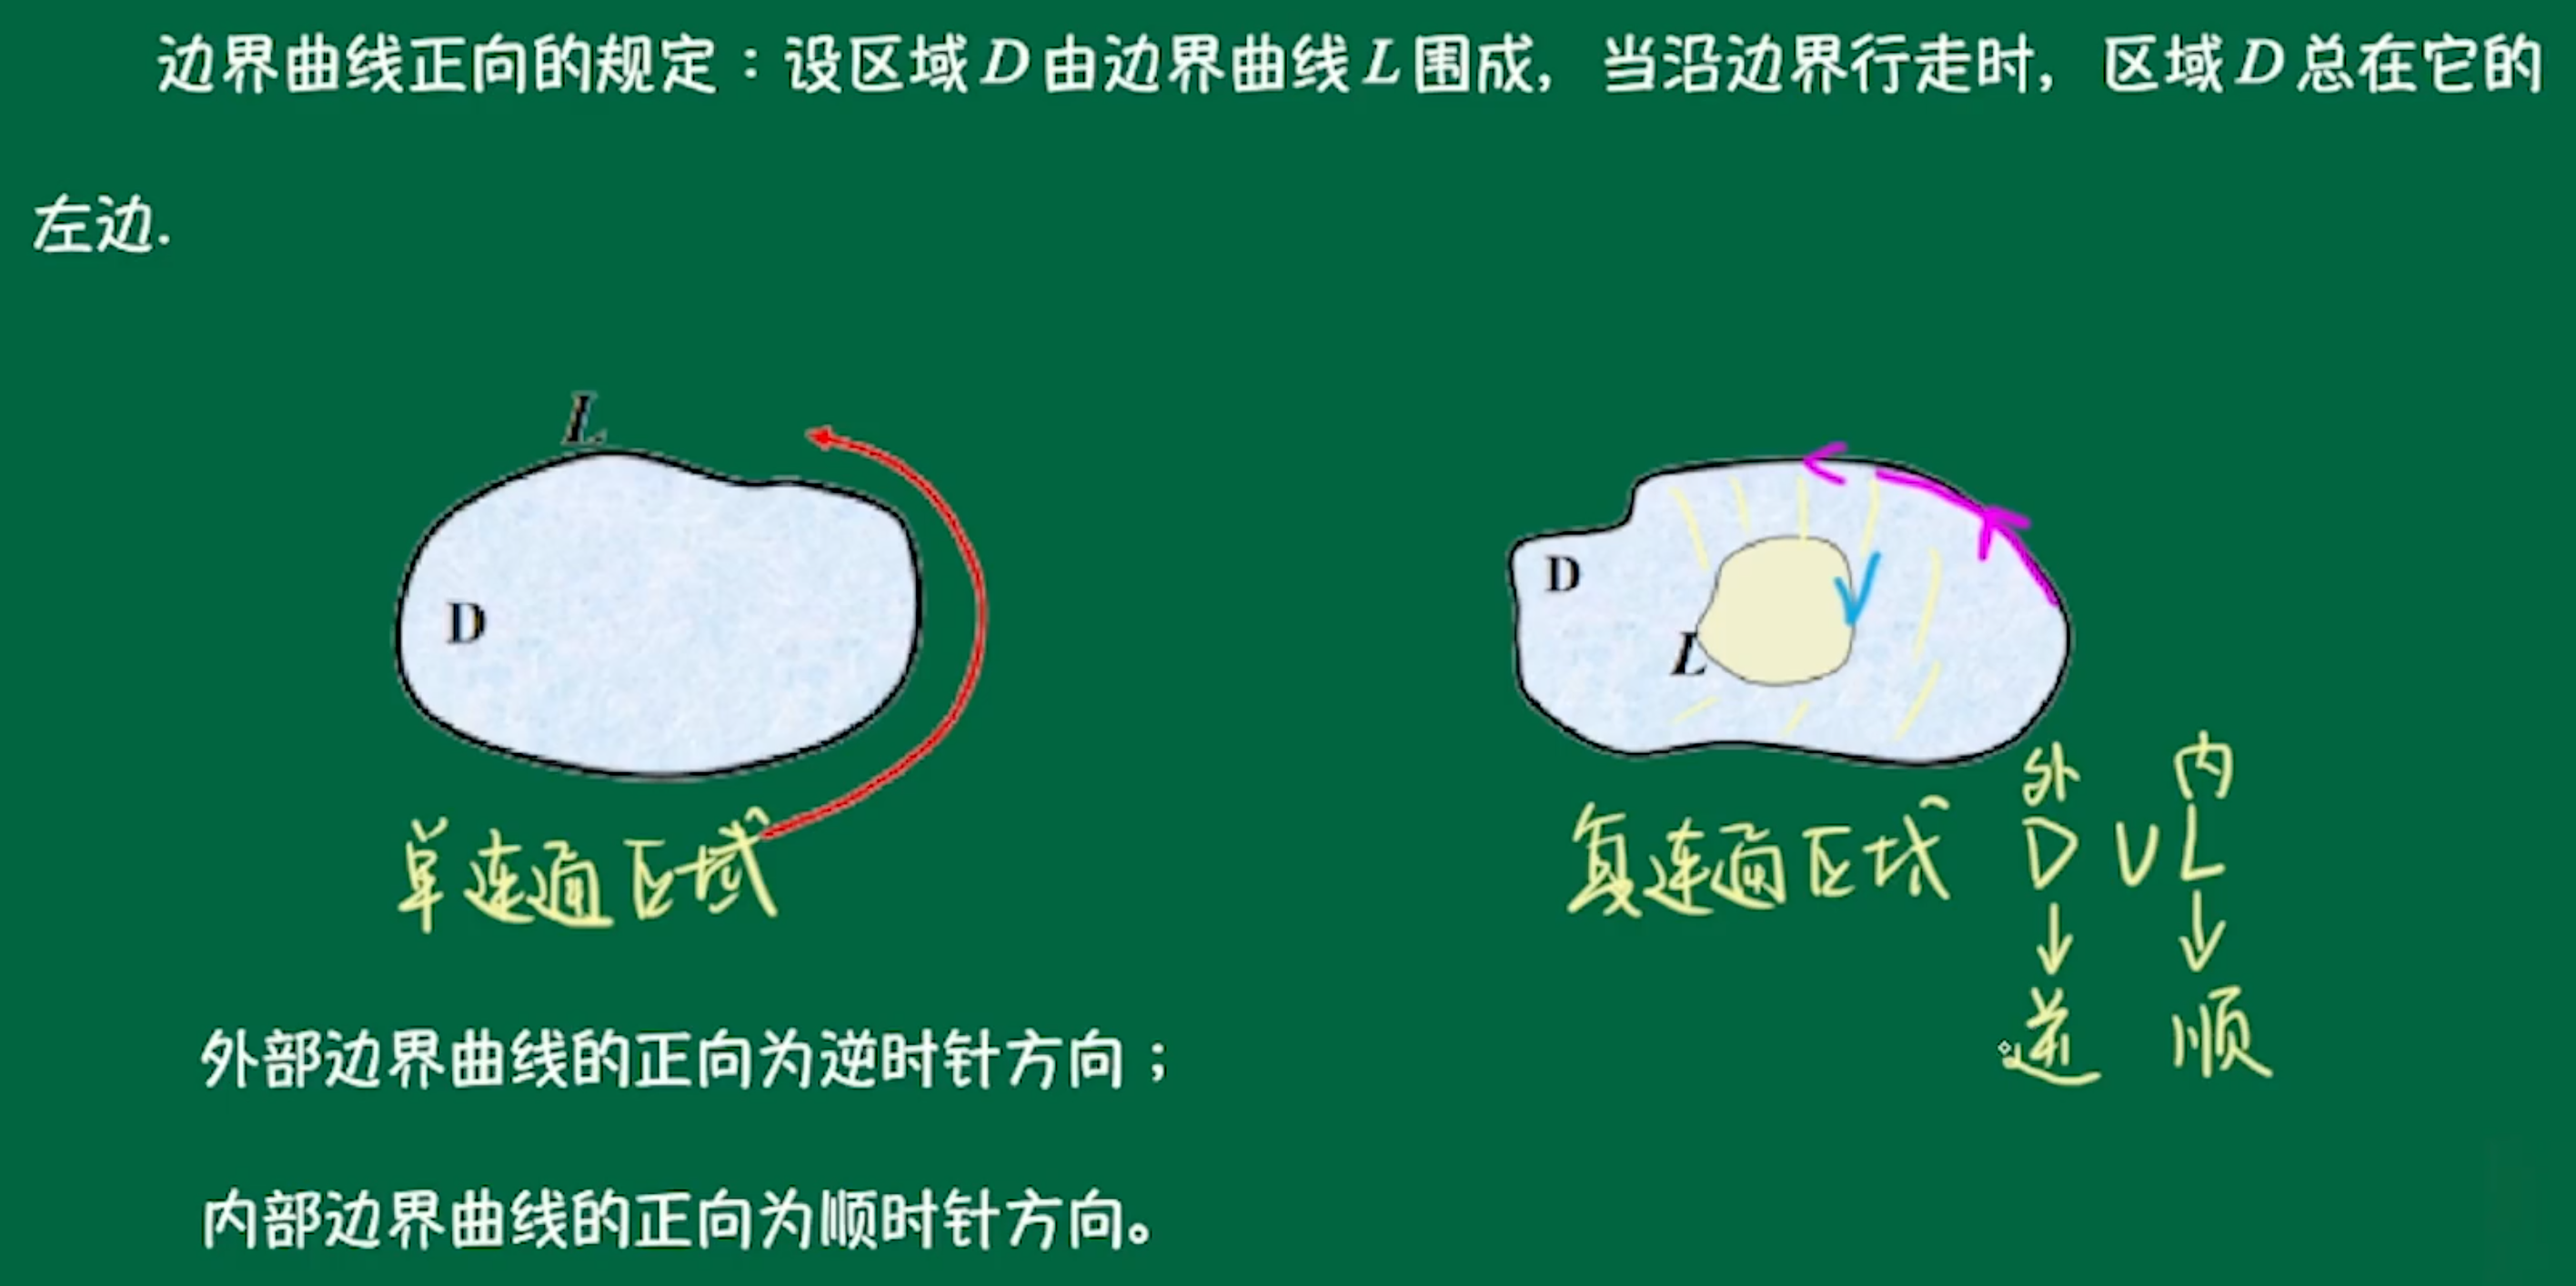 边界曲线正向的规定：设区域D由边界曲线L围成，当沿边界行走时，区域D总在它的
左边.
L
D
D
L
单连通区域
复连通区域
外 内
D U L
↓ ↓
逆 顺
外部边界曲线的正向为逆时针方向；
内部边界曲线的正向为顺时针方向。